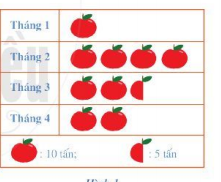 Tháng 1
Tháng 2
Tháng 3
Tháng 4
: 10 tấn; : 5 tấn